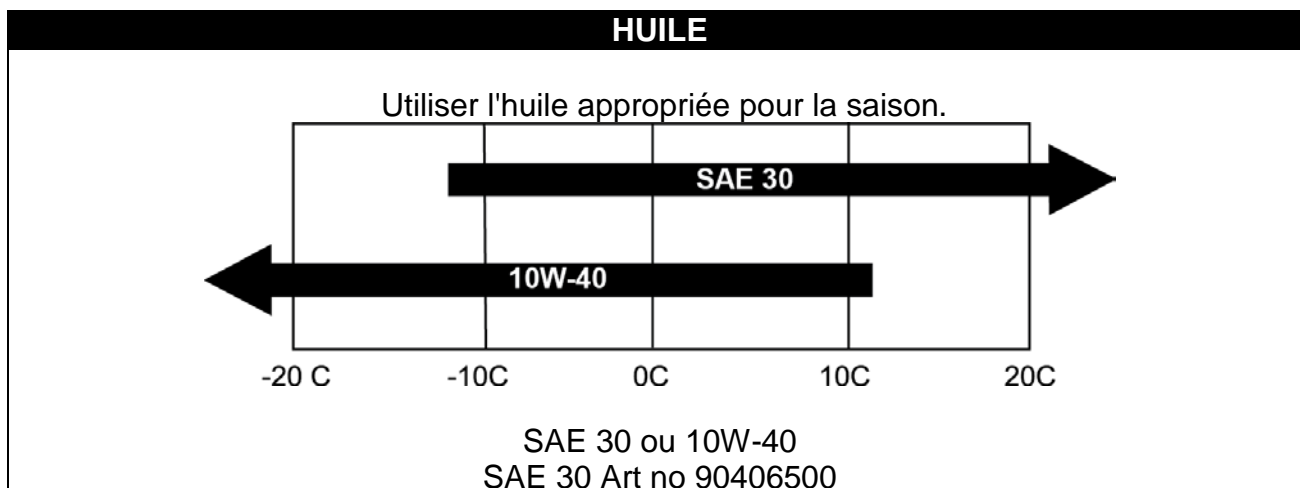 HUILE
Utiliser l'huile appropriée pour la saison.
SAE 30
10W-40
-20 C -10C 0C 10C 20C
SAE 30 ou 10W-40
SAE 30 Art no 90406500